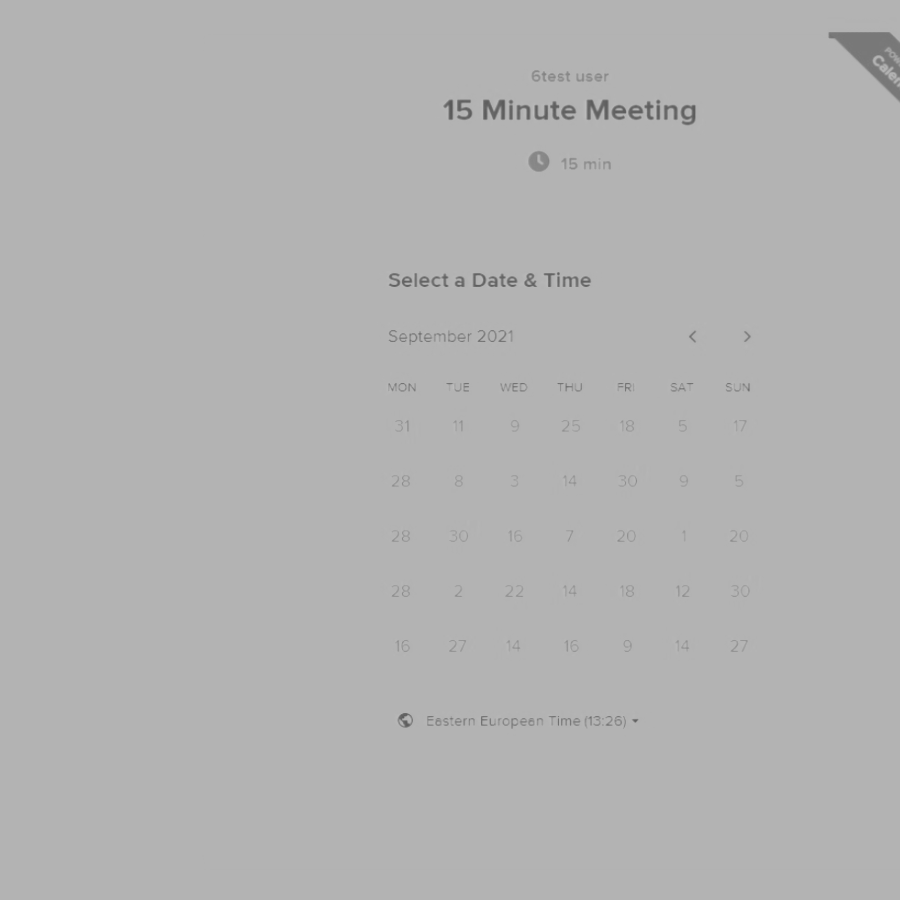 6test user
15 Minute Meeting
15 min
Select a Date & Time
September 2021
MON TUE WED THU FRI SAT SUN
31 11 9 25 18 5 17
28 8 3 14 30 9 5
28 30 16 7 20 1 20
28 2 22 14 18 12 30
16 27 14 16 9 14 27
Eastern European Time (13:26)